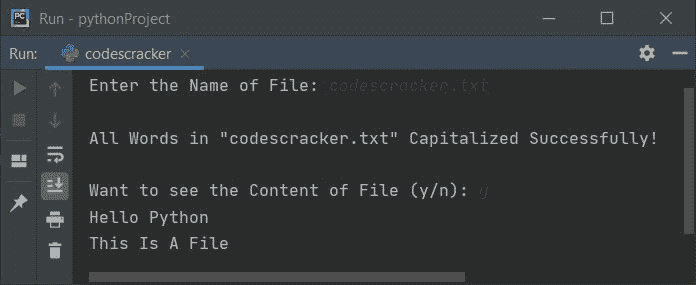 PC
Run - pythonProject
Run:
codescracker
Enter the Name of File: codescracker.txt
All Words in "codescracker.txt" Capitalized Successfully!
Want to see the Content of File (y/n): y
Hello Python
This Is A File